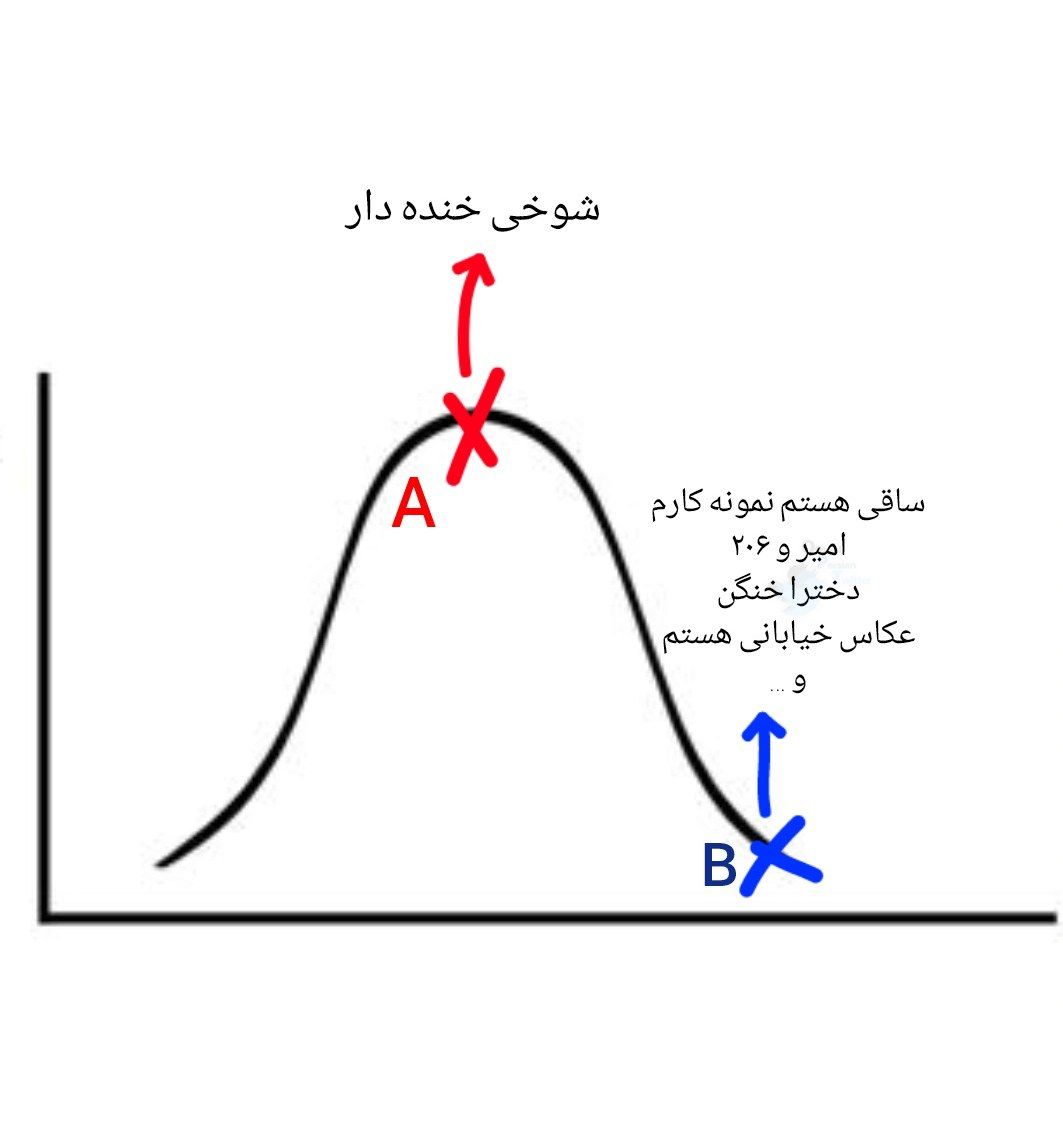 شوخی خنده دار
A
ساقی هستم نمونه کارم
امیر و ۲۰۶
دخترا خنگن
عکاس خیابانی هستم
و ...
B